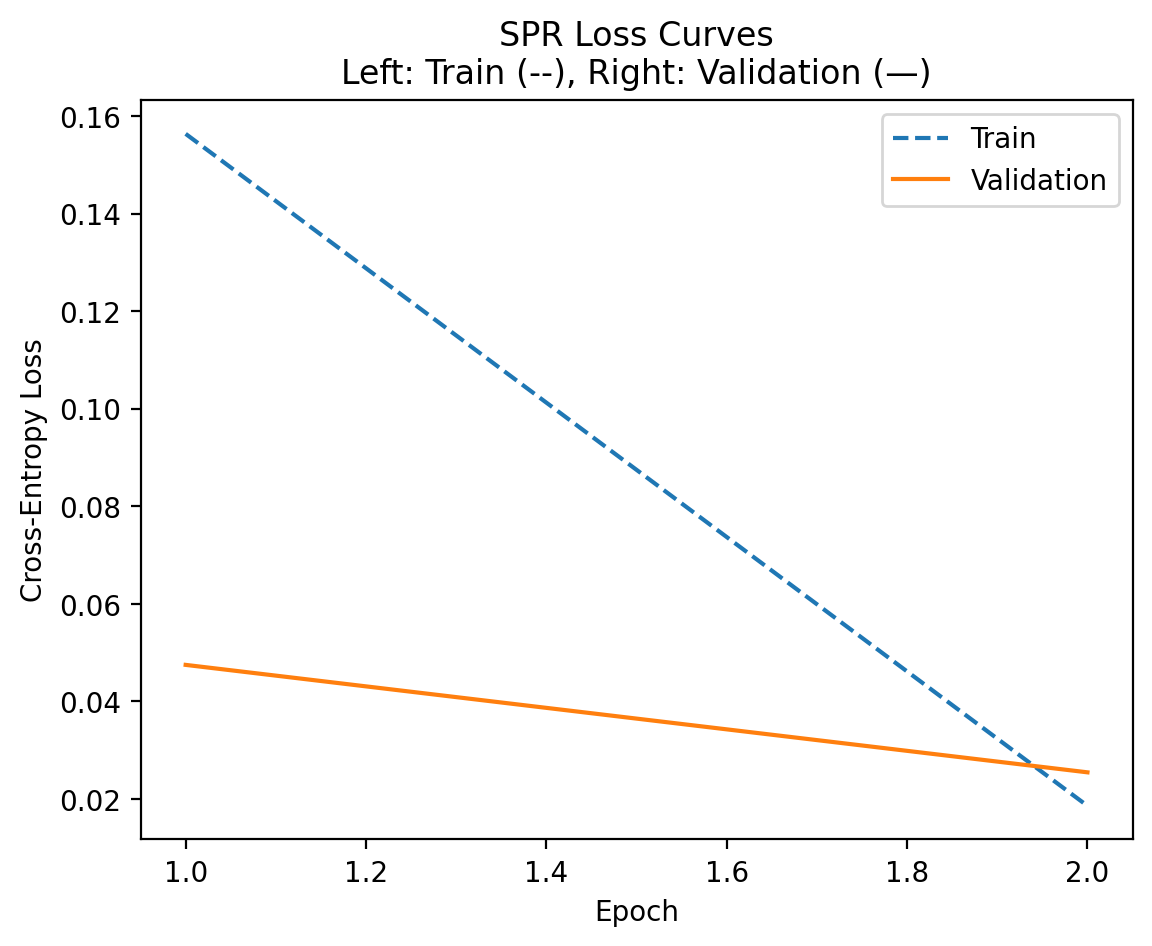 SPR Loss Curves
Left: Train (--), Right: Validation (—)
Train
Validation
Cross-Entropy Loss
0.16
0.14
0.12
0.10
0.08
0.06
0.04
0.02
1.0 1.2 1.4 1.6 1.8 2.0
Epoch